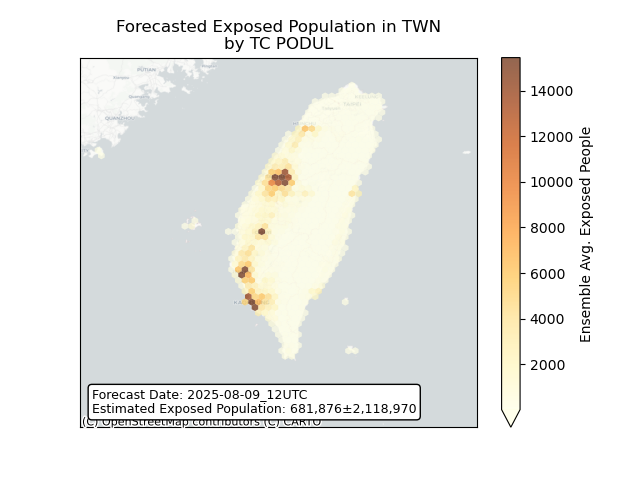 Forecasted Exposed Population in TWN
by TC PODUL
PUTIAN
QUANZHOU
14000
12000
10000
8000
6000
4000
2000
Ensemble Avg. Exposed People
Forecast Date: 2025-08-09_12UTC
Estimated Exposed Population: 681,876±2,118,970
(C) OpenStreetMap contributors (C) CARTO